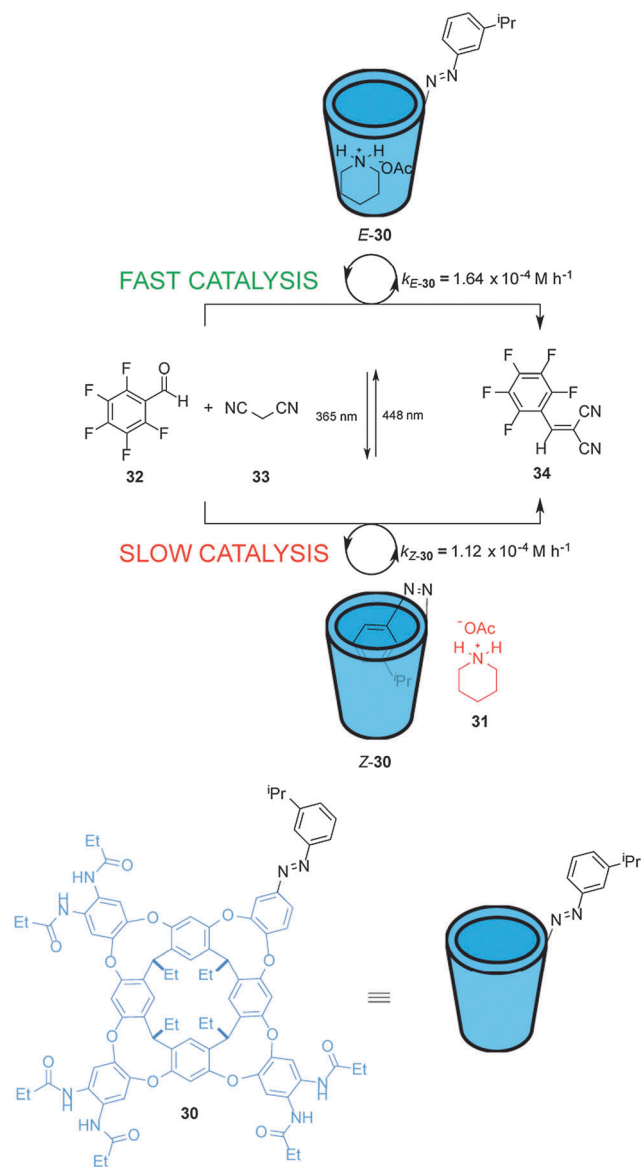 iPr
N=N
H H
N
+
-OAc
E-30
FAST CATALYSIS
kE-30 = 1.64 x 10-4 M h-1
F
F
F
F
F
O
H
+
NC CN
365 nm
448 nm
F
F
F
F
F
H
CN
CN
32
33
34
SLOW CATALYSIS
kZ-30 = 1.12 x 10-4 M h-1
N=N
iPr
-OAc
H + H
N
31
Z-30
iPr
Et
O
HN
N=N
Et
O
HN
O
O
O
O
Et
Et
Et
Et
O
O
O
O
Et
O
N
H
HN
O
Et
30
Et
O
NH
HN
O
Et
≡
iPr
N=N